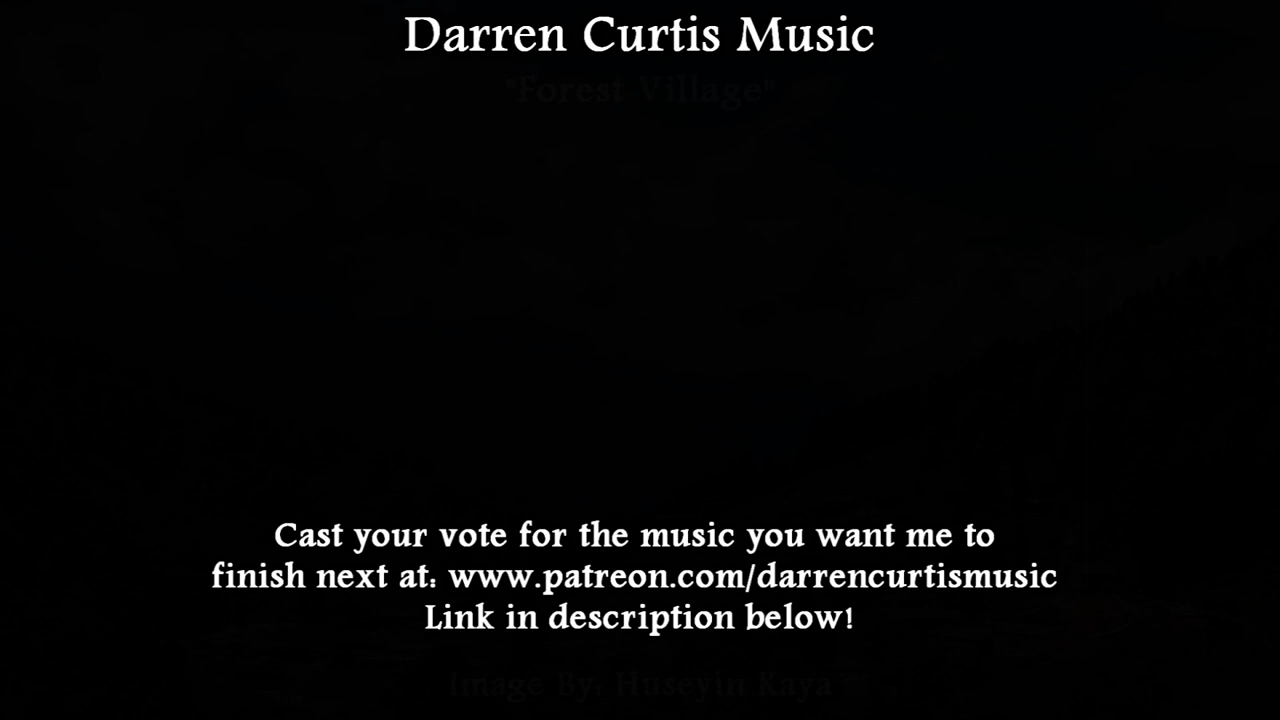 Darren Curtis Music
"Forest Village"
Cast your vote for the music you want me to
finish next at: www.patreon.com/darrencurtismusic
Link in description below!
Image By: Huseyin Kaya